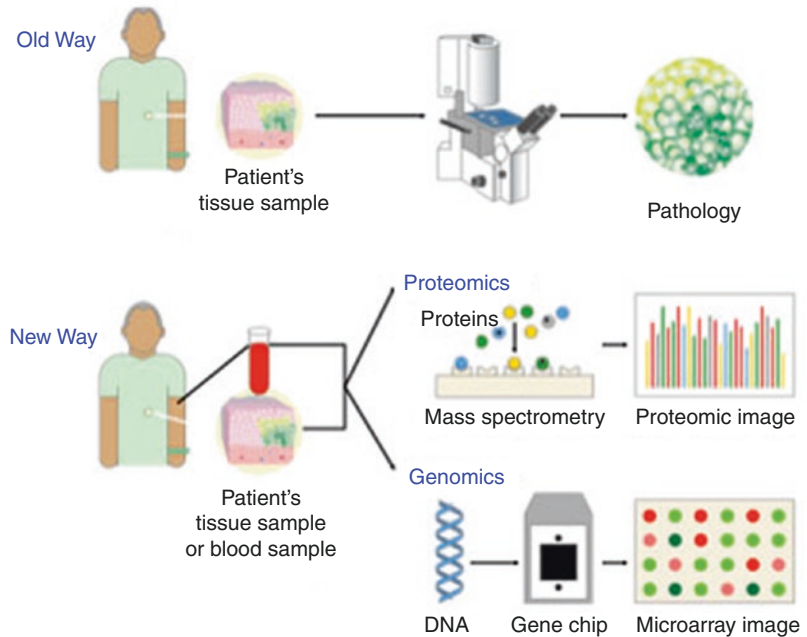 Old Way
Patient's
tissue sample
Pathology
New Way
Patient's
tissue sample
or blood sample
Proteomics
Proteins
Mass spectrometry
Proteomic image
Genomics
DNA
Gene chip
Microarray image